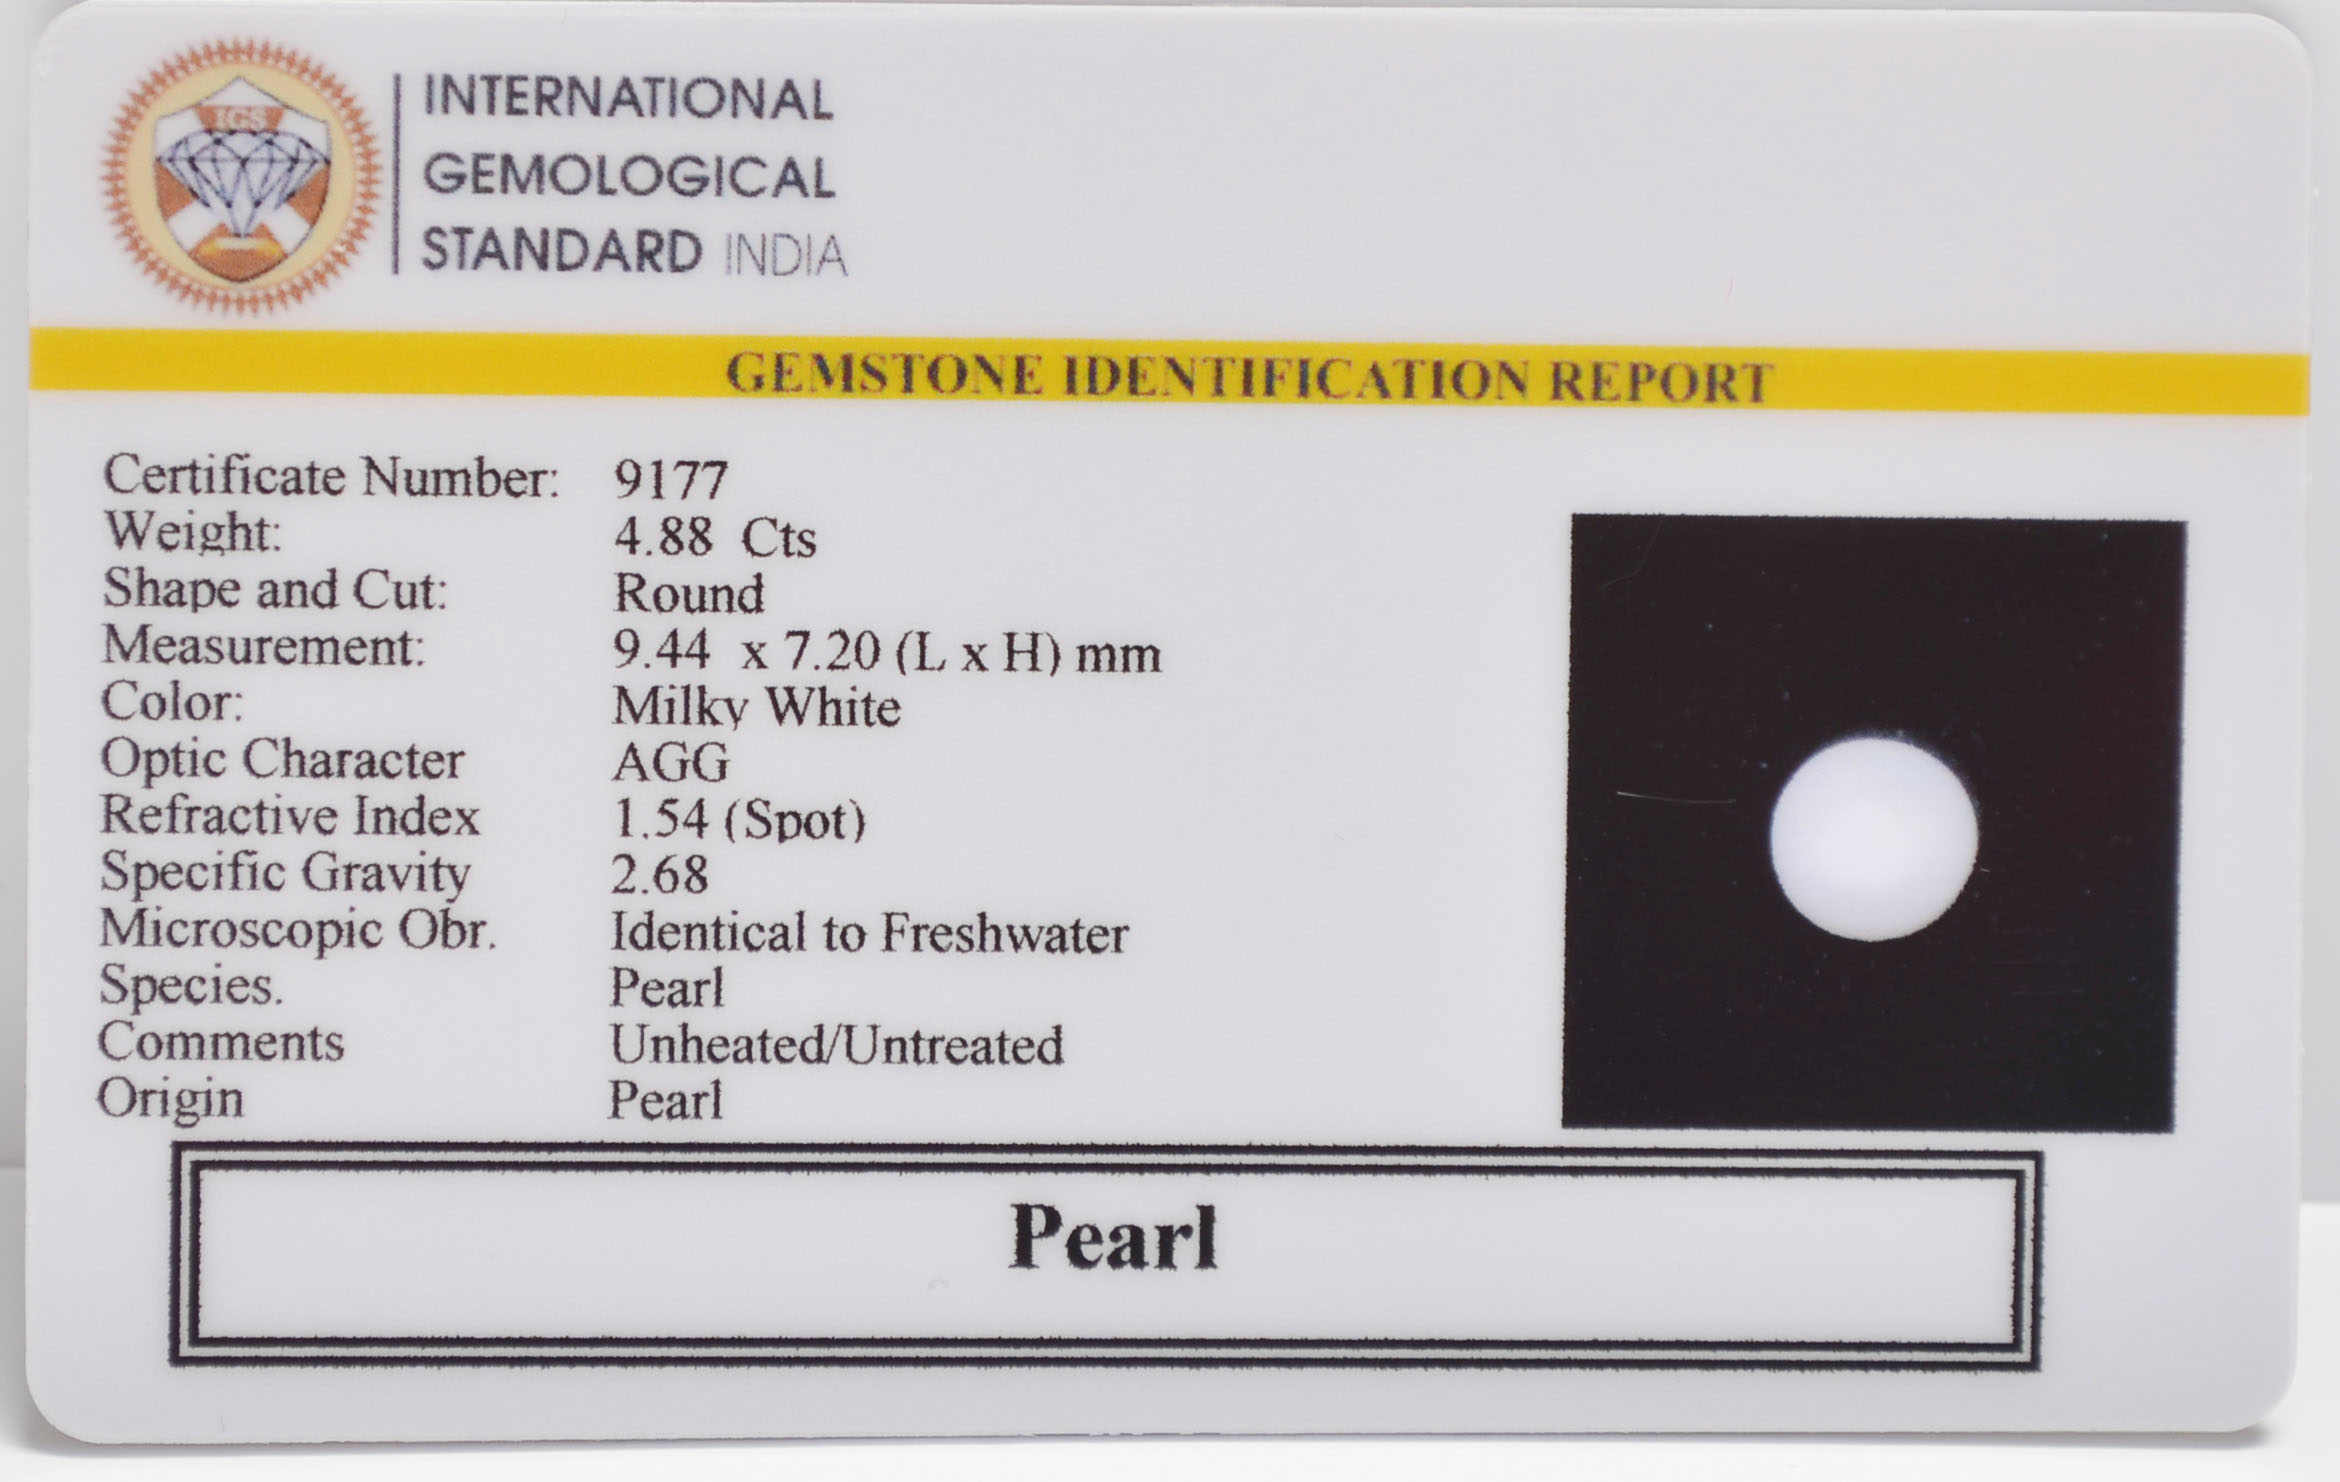 IGS
INTERNATIONAL
GEMOLOGICAL
STANDARD INDIA
GEMSTONE IDENTIFICATION REPORT
Certificate Number: 9177
Weight: 4.88 Cts
Shape and Cut: Round
Measurement: 9.44 x 7.20 (L x H) mm
Color: Milky White
Optic Character AGG
Refractive Index 1.54 (Spot)
Specific Gravity 2.68
Microscopic Obr. Identical to Freshwater
Species. Pearl
Comments Unheated/Untreated
Origin Pearl
Pearl